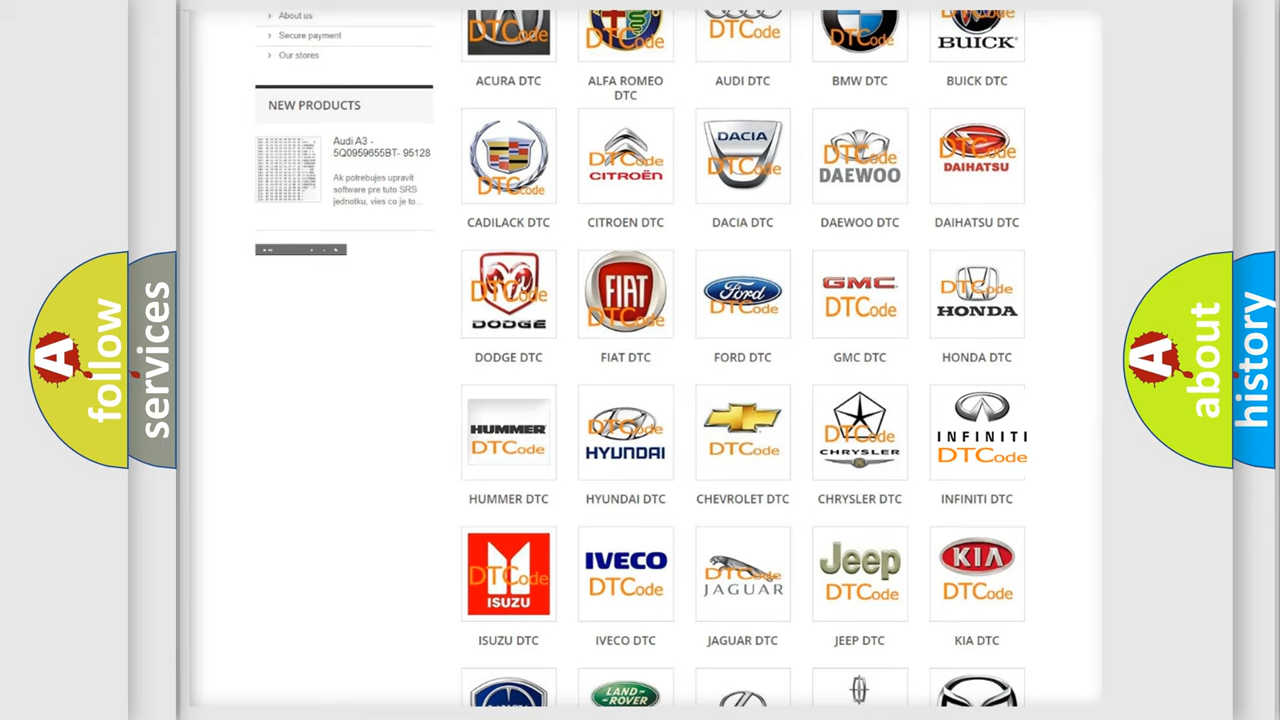 About us
Secure payment
Our stores
NEW PRODUCTS
Audi A3 -
5Q0959655BT- 95128
Ak potrebujes upravit
software pre tuto SRS
jednotku, vies co je to...
DTCode
DTCode
DTCode
DTCode
BUICK
ACURA DTC
ALFA ROMEO
DTC
AUDI DTC
BMW DTC
BUICK DTC
DTCode
DTCode
CITROËN
DACIA
DTCode
DTCode
DAEWOO
DTCode
DAIHATSU
CADILACK DTC
CITROEN DTC
DACIA DTC
DAEWOO DTC
DAIHATSU DTC
DTCode
DODGE
FIAT
DTCode
Ford
DTCode
GMC
DTCode
DTCode
HONDA
DODGE DTC
FIAT DTC
FORD DTC
GMC DTC
HONDA DTC
HUMMER
DTCode
DTCode
HYUNDAI
DTCode
DTCode
CHRYSLER
INFINITI
DTCode
HUMMER DTC
HYUNDAI DTC
CHEVROLET DTC
CHRYSLER DTC
INFINITI DTC
DTCode
ISUZU
IVECO
DTCode
DTCode
JAGUAR
Jeep
DTCode
KIA
DTCode
ISUZU DTC
IVECO DTC
JAGUAR DTC
JEEP DTC
KIA DTC
LAND-
ROVER
A
follow
services
A
about
history